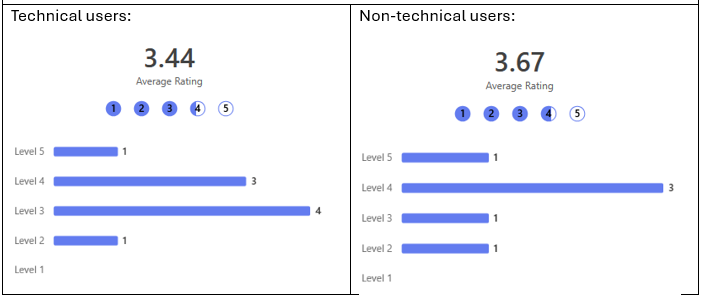 Technical users:
3.44
Average Rating
1 2 3 4 5
Level 5 1
Level 4 3
Level 3 4
Level 2 1
Level 1
Non-technical users:
3.67
Average Rating
1 2 3 4 5
Level 5 1
Level 4 3
Level 3 1
Level 2 1
Level 1